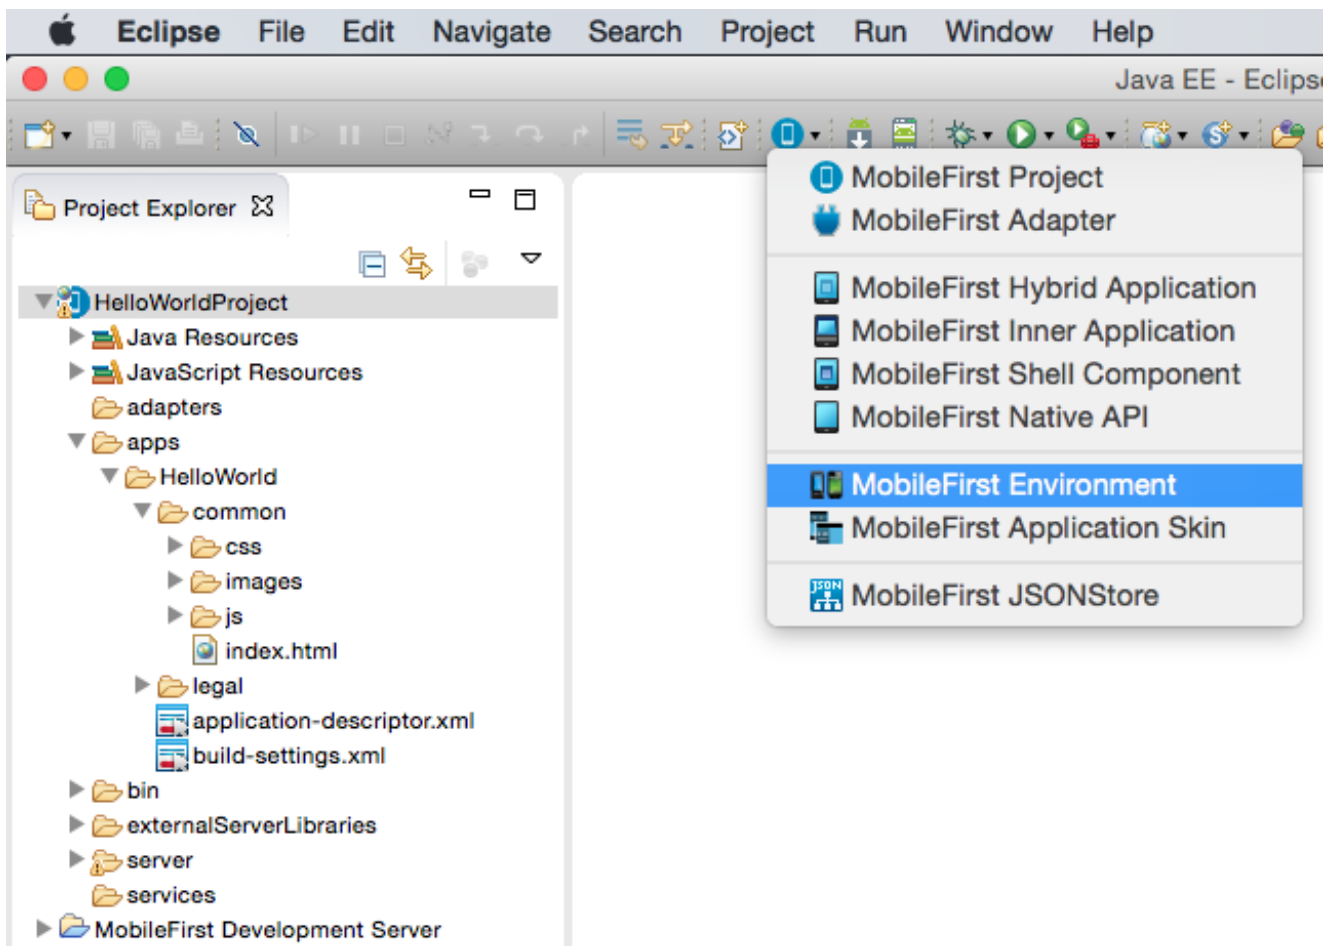 Eclipse File Edit Navigate Search Project Run Window Help
Java EE - Eclips
Project Explorer
HelloWorldProject
Java Resources
JavaScript Resources
adapters
apps
HelloWorld
common
css
images
js
index.html
legal
application-descriptor.xml
build-settings.xml
bin
externalServerLibraries
server
services
MobileFirst Development Server
MobileFirst Project
MobileFirst Adapter
MobileFirst Hybrid Application
MobileFirst Inner Application
MobileFirst Shell Component
MobileFirst Native API
MobileFirst Environment
MobileFirst Application Skin
JSON
MobileFirst JSONStore